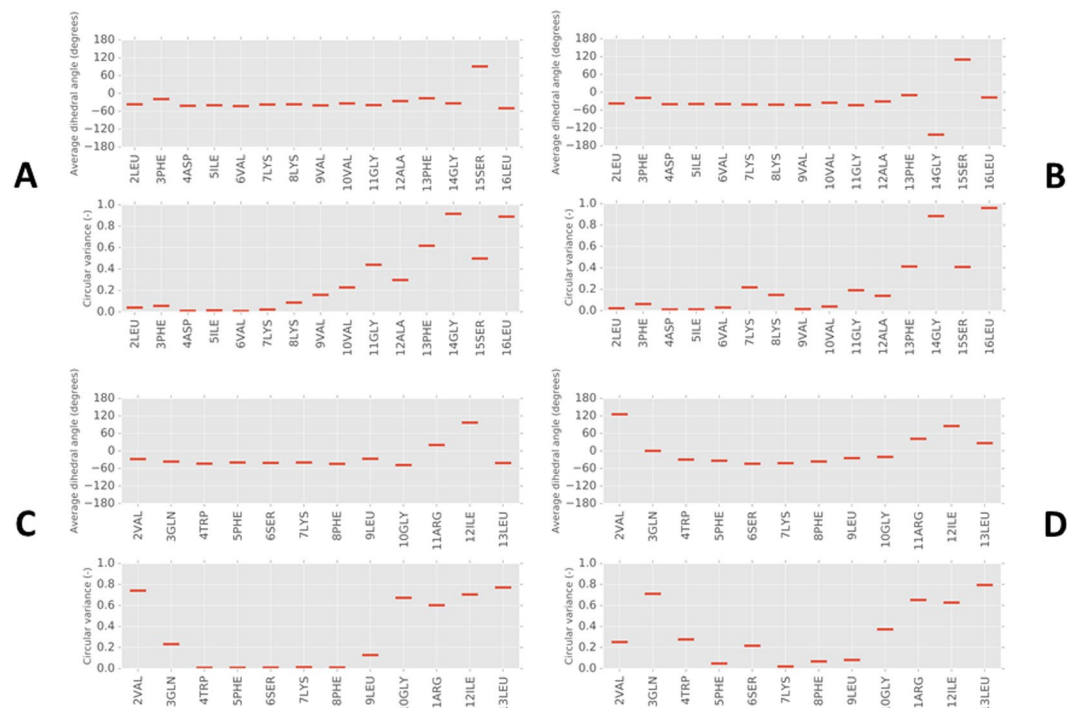 A
Average dihedral angle (degrees)
180
120
60
0
−60
−120
−180
2LEU 3PHE 4ASP 5ILE 6VAL 7LYS 8LYS 9VAL 10VAL 11GLY 12ALA 13PHE 14GLY 15SER 16LEU
Circular variance (-)
1.0
0.8
0.6
0.4
0.2
0.0
2LEU 3PHE 4ASP 5ILE 6VAL 7LYS 8LYS 9VAL 10VAL 11GLY 12ALA 13PHE 14GLY 15SER 16LEU
B
Average dihedral angle (degrees)
180
120
60
0
−60
−120
−180
2LEU 3PHE 4ASP 5ILE 6VAL 7LYS 8LYS 9VAL 10VAL 11GLY 12ALA 13PHE 14GLY 15SER 16LEU
Circular variance (-)
1.0
0.8
0.6
0.4
0.2
0.0
2LEU 3PHE 4ASP 5ILE 6VAL 7LYS 8LYS 9VAL 10VAL 11GLY 12ALA 13PHE 14GLY 15SER 16LEU
C
Average dihedral angle (degrees)
180
120
60
0
−60
−120
−180
2VAL 3GLN 4TRP 5PHE 6SER 7LYS 8PHE 9LEU 10GLY 11ARG 12ILE 13LEU
Circular variance (-)
1.0
0.8
0.6
0.4
0.2
0.0
2VAL 3GLN 4TRP 5PHE 6SER 7LYS 8PHE 9LEU 10GLY 11ARG 12ILE 13LEU
D
Average dihedral angle (degrees)
180
120
60
0
−60
−120
−180
2VAL 3GLN 4TRP 5PHE 6SER 7LYS 8PHE 9LEU 10GLY 11ARG 12ILE 13LEU
Circular variance (-)
1.0
0.8
0.6
0.4
0.2
0.0
2VAL 3GLN 4TRP 5PHE 6SER 7LYS 8PHE 9LEU 10GLY 11ARG 12ILE 13LEU